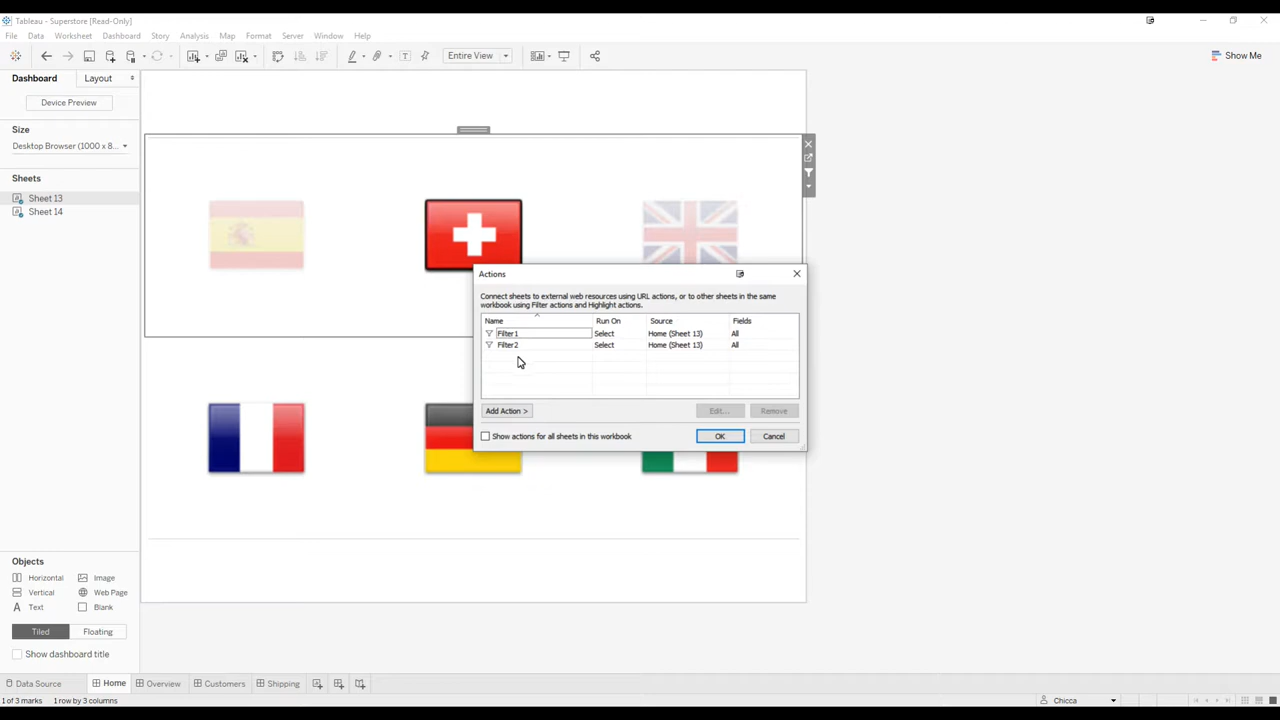 Tableau - Superstore [Read-Only]
File Data Worksheet Dashboard Story Analysis Map Format Server Window Help
Entire View
Show Me
Dashboard Layout
Device Preview
Size
Desktop Browser (1000 x 8...
Sheets
Sheet 13
Sheet 14
Actions
Connect sheets to external web resources using URL actions, or to other sheets in the same
workbook using Filter actions and Highlight actions.
Name Run On Source Fields
Filter1 Select Home (Sheet 13) All
Filter2 Select Home (Sheet 13) All
Add Action > Edit... Remove
Show actions for all sheets in this workbook OK Cancel
Objects
Horizontal Image
Vertical Web Page
A Text Blank
Tiled Floating
Show dashboard title
Data Source Home Overview Customers Shipping
1 of 3 marks 1 row by 3 columns Chicca